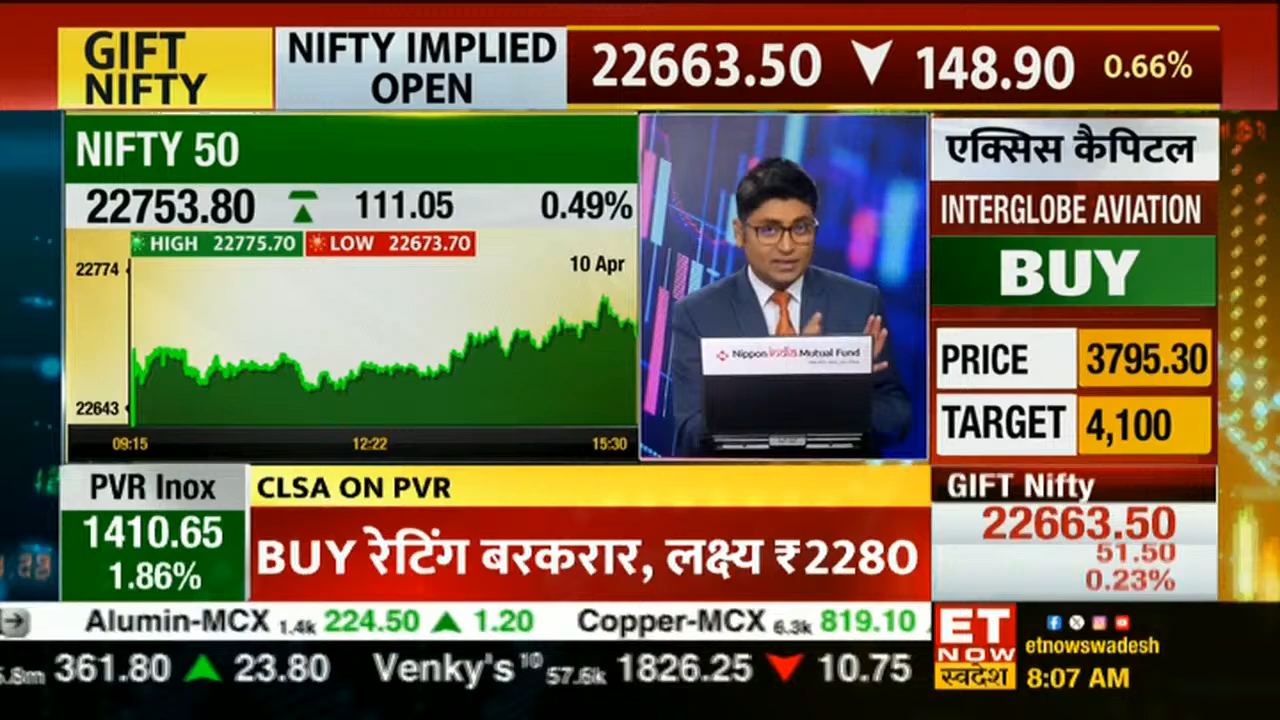 GIFT NIFTY
NIFTY IMPLIED OPEN
22663.50 ▼ 148.90 0.66%
NIFTY 50
22753.80 ▲ 111.05 0.49%
HIGH 22775.70 LOW 22673.70
10 Apr
22774
22643
09:15 12:22 15:30
Nippon india Mutual Fund
एक्सिस कैपिटल
INTERGLOBE AVIATION
BUY
PRICE 3795.30
TARGET 4,100
PVR Inox
1410.65
1.86%
CLSA ON PVR
BUY रेटिंग बरकरार, लक्ष्य ₹2280
GIFT Nifty
22663.50
51.50
0.23%
Alumin-MCX 1.4k 224.50 ▲ 1.20 Copper-MCX 6.3k 819.10
5.8m 361.80 ▲ 23.80 Venky's 10 57.6k 1826.25 ▼ 10.75
ET
NOW
स्वदेश
etnowswadesh
8:07 AM